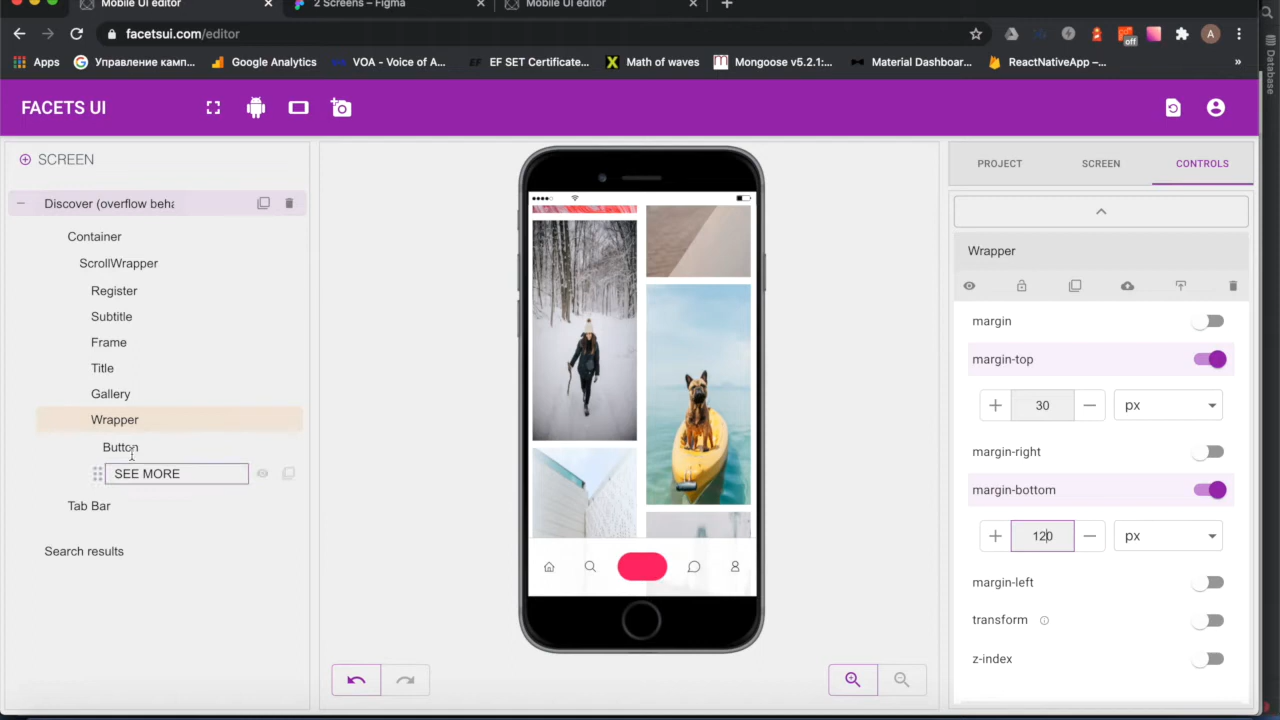 Mobile UI editor
2 Screens – Figma
Mobile UI editor
facetsui.com/editor
A
Apps
Управление камп...
Google Analytics
VOA - Voice of A...
EF SET Certificate...
Math of waves
Mongoose v5.2.1:...
Material Dashboar...
ReactNativeApp –...
»
off
Database
FACETS UI
SCREEN
Discover (overflow beha
Container
ScrollWrapper
Register
Subtitle
Frame
Title
Gallery
Wrapper
Button
SEE MORE
Tab Bar
Search results
PROJECT
SCREEN
CONTROLS
Wrapper
margin
margin-top
30
px
margin-right
margin-bottom
120
px
margin-left
transform
z-index